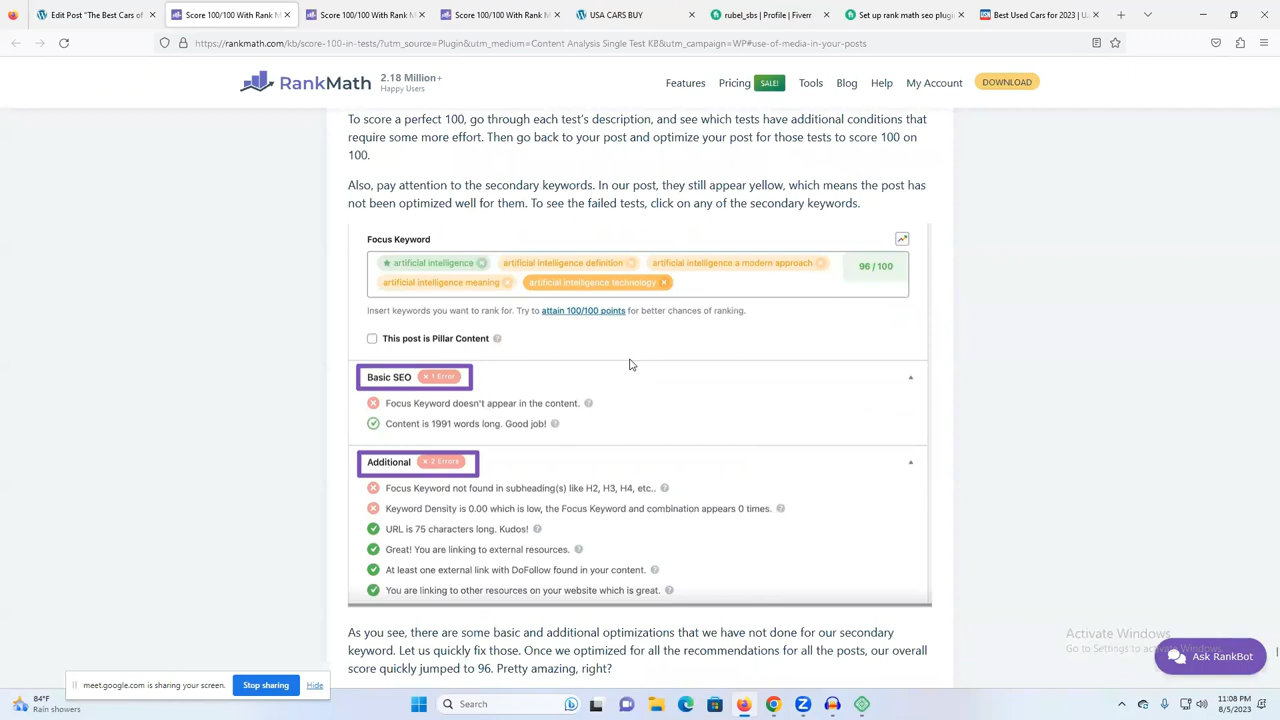 Edit Post “The Best Cars of
Score 100/100 With Rank M
Score 100/100 With Rank M
Score 100/100 With Rank M
USA CARS BUY
rubel_sbs | Profile | Fiverr
Set up rank math seo plugin
Best Used Cars for 2023 | U.S
https://rankmath.com/kb/score-100-in-tests/?utm_source=Plugin&utm_medium=Content Analysis Single Test KB&utm_campaign=WP#use-of-media-in-your-posts
RankMath
2.18 Million+
Happy Users
Features
Pricing
SALE!
Tools
Blog
Help
My Account
DOWNLOAD
To score a perfect 100, go through each test's description, and see which tests have additional conditions that
require some more effort. Then go back to your post and optimize your post for those tests to score 100 on
100.
Also, pay attention to the secondary keywords. In our post, they still appear yellow, which means the post has
not been optimized well for them. To see the failed tests, click on any of the secondary keywords.
Focus Keyword
artificial intelligence
artificial intelligence definition
artificial intelligence a modern approach
96 / 100
artificial intelligence meaning
artificial intelligence technology
Insert keywords you want to rank for. Try to attain 100/100 points for better chances of ranking.
This post is Pillar Content
Basic SEO × 1 Error
Focus Keyword doesn't appear in the content.
Content is 1991 words long. Good job!
Additional × 2 Errors
Focus Keyword not found in subheading(s) like H2, H3, H4, etc..
Keyword Density is 0.00 which is low, the Focus Keyword and combination appears 0 times.
URL is 75 characters long. Kudos!
Great! You are linking to external resources.
At least one external link with DoFollow found in your content.
You are linking to other resources on your website which is great.
As you see, there are some basic and additional optimizations that we have not done for our secondary
keyword. Let us quickly fix those. Once we optimized for all the recommendations for all the posts, our overall
score quickly jumped to 96. Pretty amazing, right?
Activate Windows
Go to Settings to activate Windows.
Ask RankBot
meet.google.com is sharing your screen.
Stop sharing
Hide
84°F
Rain showers
Search
11:08 PM
8/5/2023